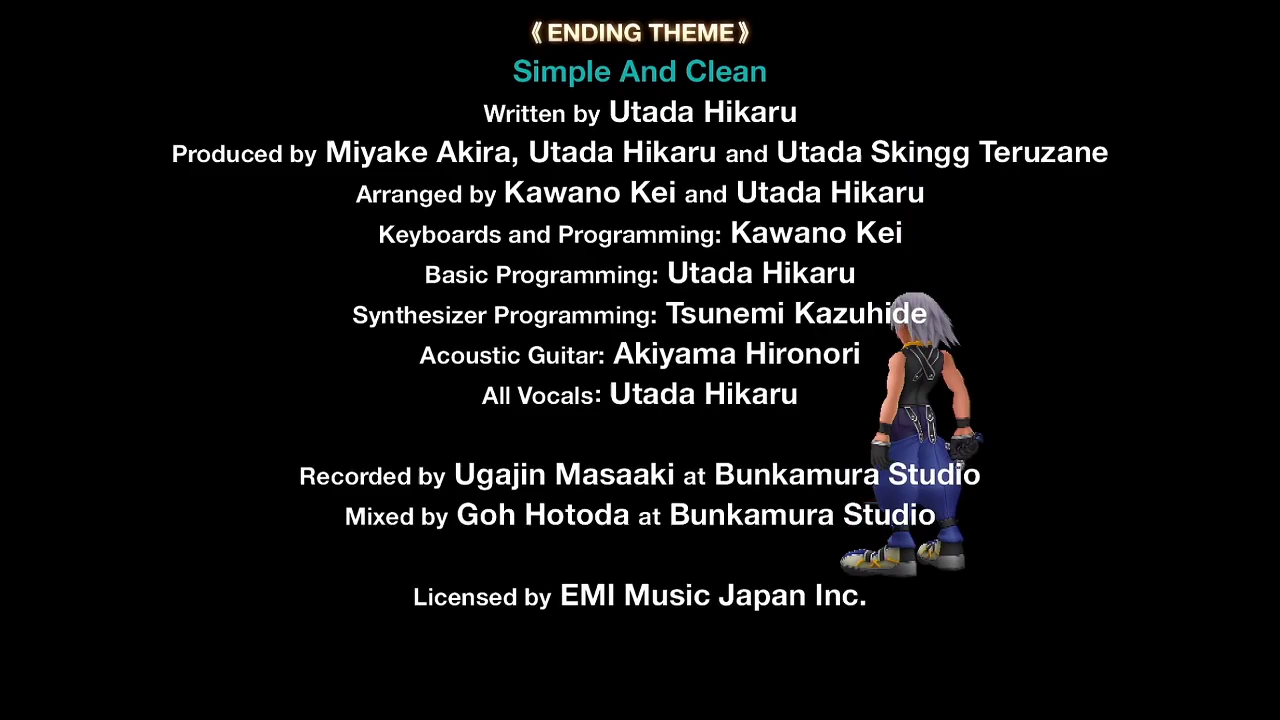 《ENDING THEME》
Simple And Clean
Written by Utada Hikaru
Produced by Miyake Akira, Utada Hikaru and Utada Skingg Teruzane
Arranged by Kawano Kei and Utada Hikaru
Keyboards and Programming: Kawano Kei
Basic Programming: Utada Hikaru
Synthesizer Programming: Tsunemi Kazuhide
Acoustic Guitar: Akiyama Hironori
All Vocals: Utada Hikaru
Recorded by Ugajin Masaaki at Bunkamura Studio
Mixed by Goh Hotoda at Bunkamura Studio
Licensed by EMI Music Japan Inc.